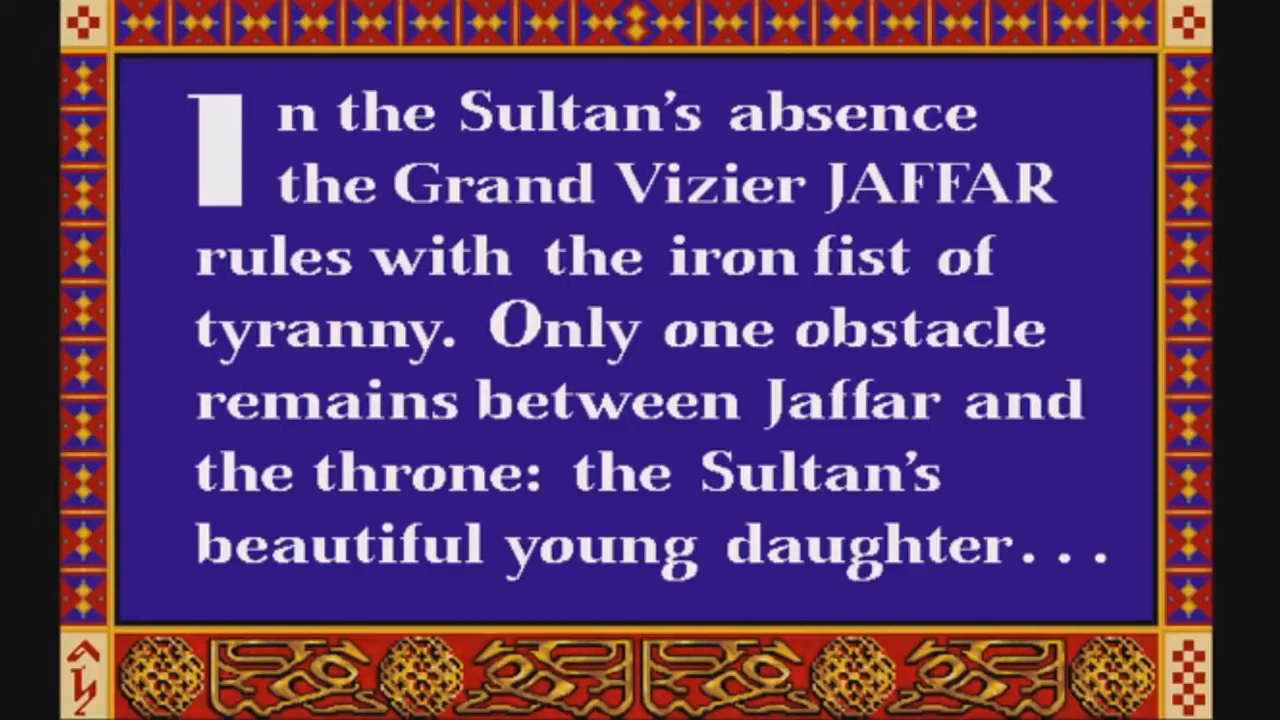 In the Sultan's absence
the Grand Vizier JAFFAR
rules with the iron fist of
tyranny. Only one obstacle
remains between Jaffar and
the throne: the Sultan's
beautiful young daughter...